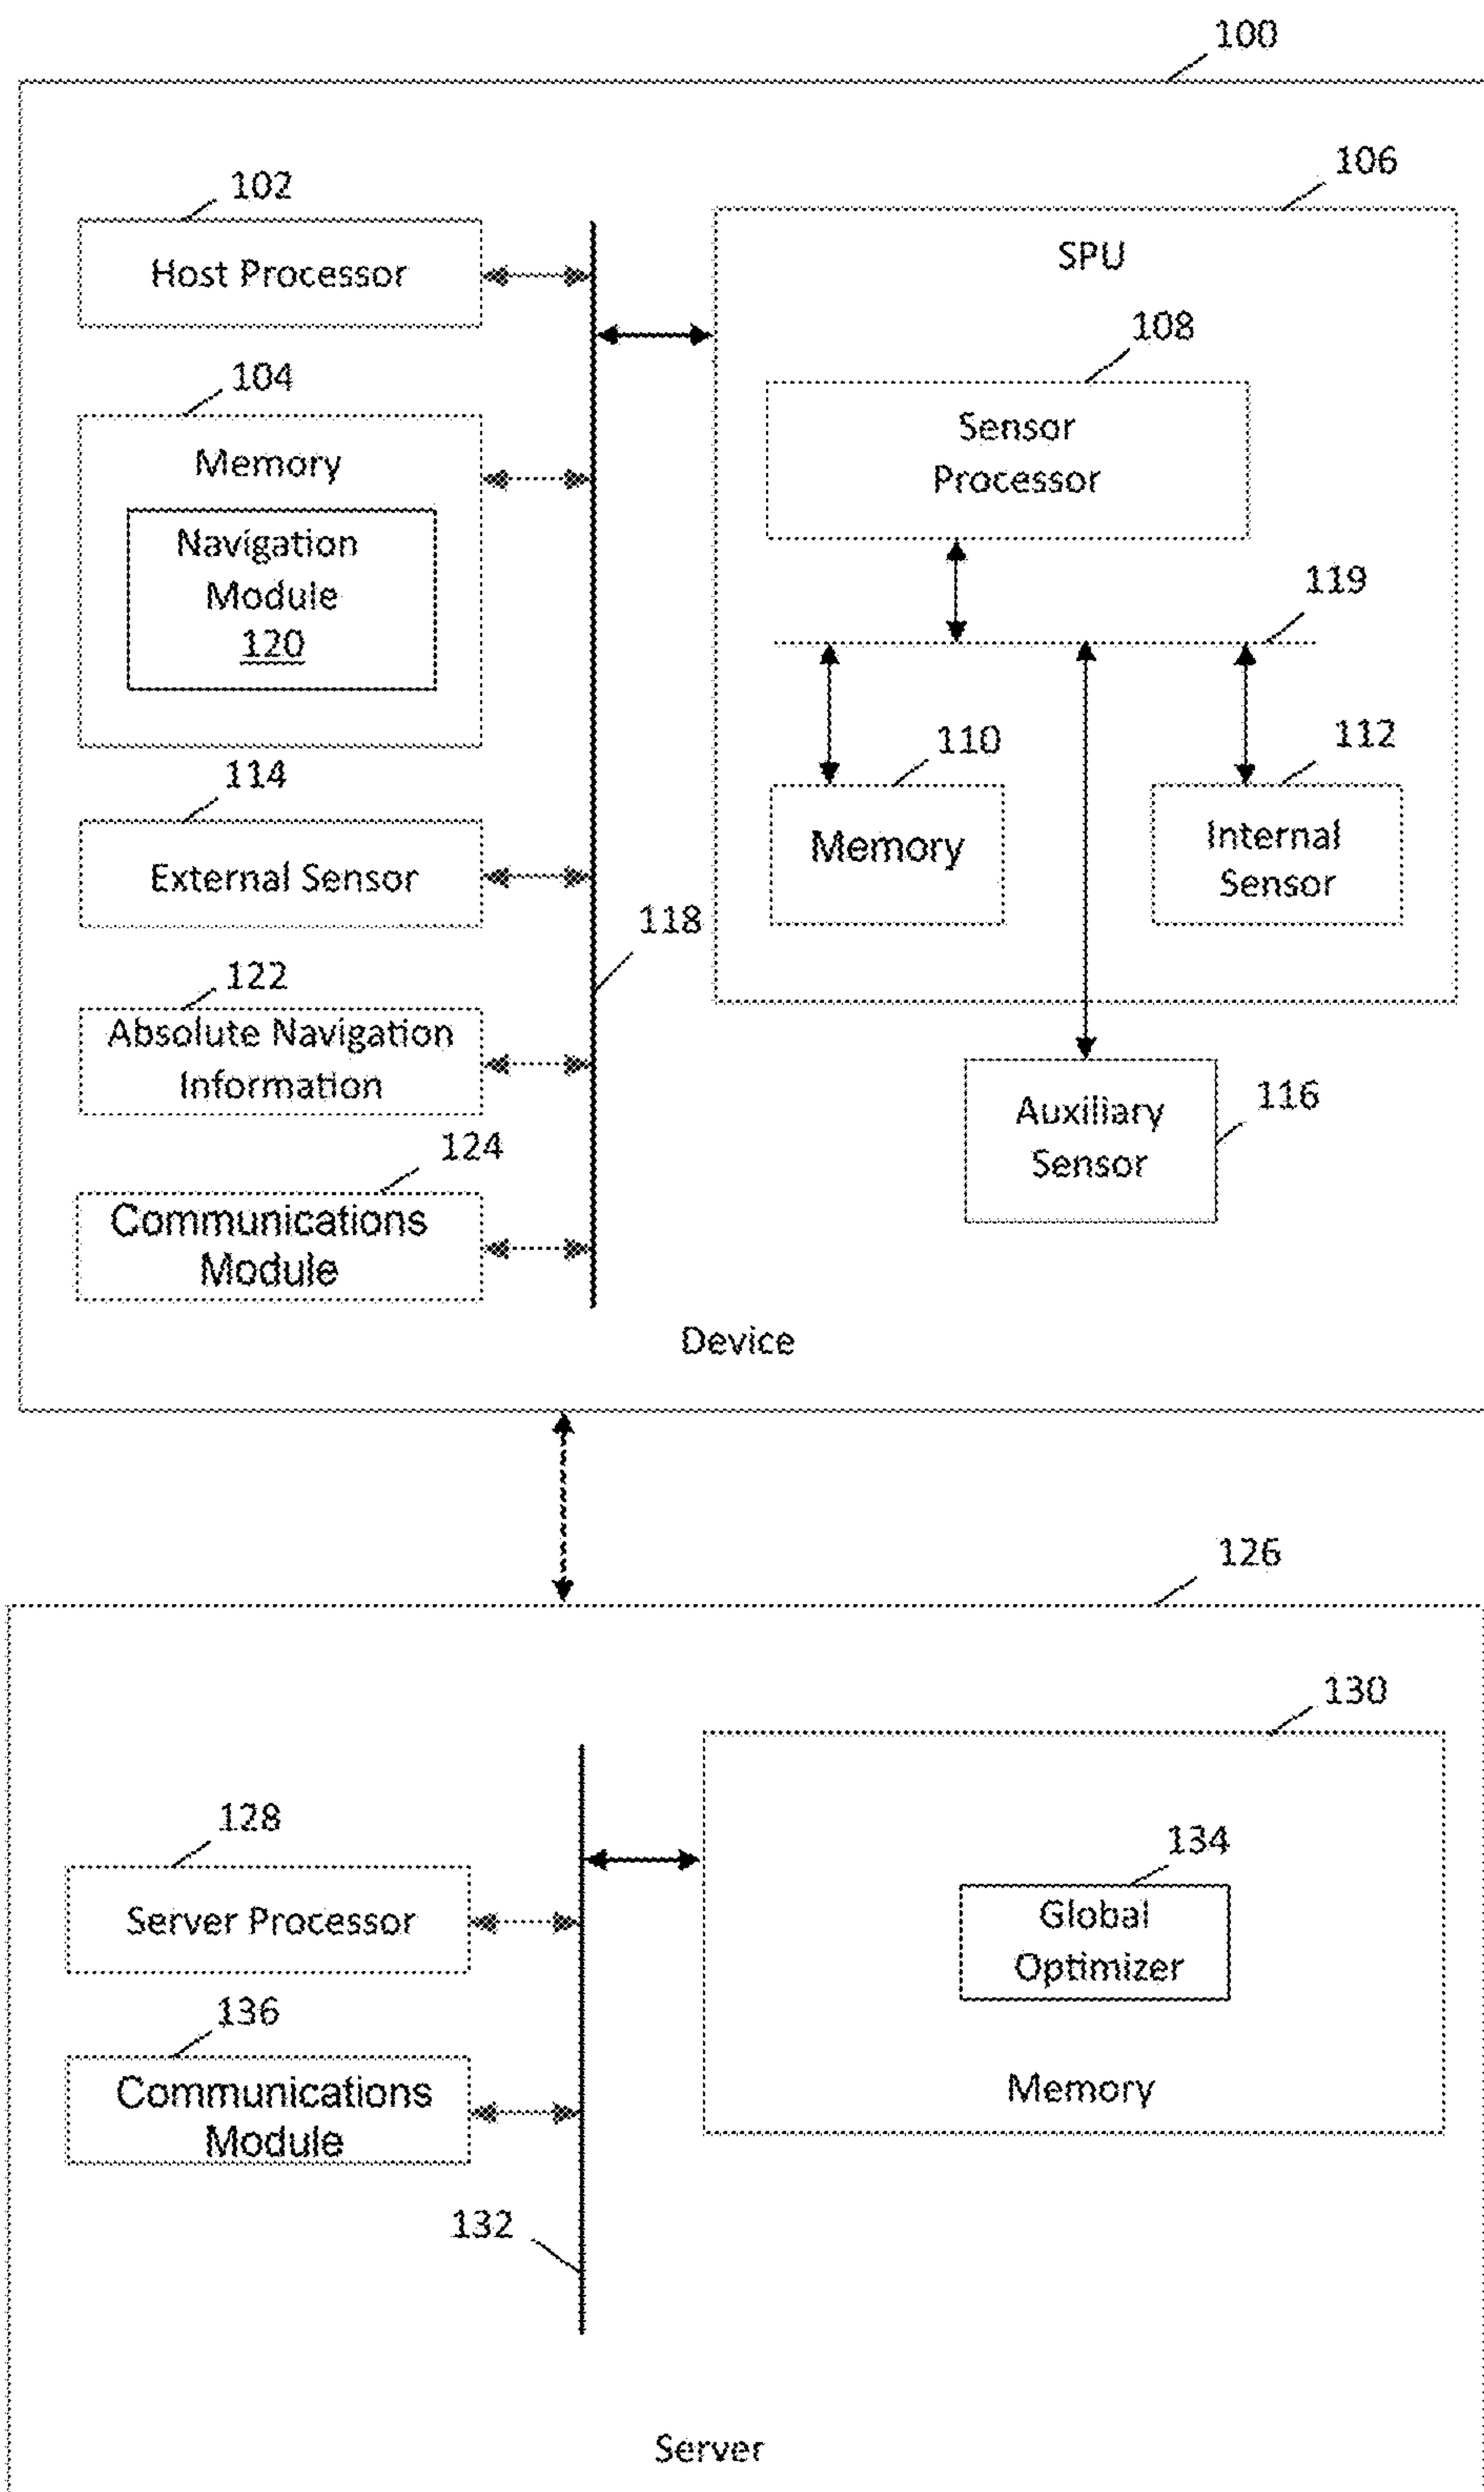 100
102
106
Host Processor
SPU
104
108
Memory
Sensor
Processor
Navigation
Module
120
119
114
110
112
External Sensor
Memory
Internal
Sensor
118
122
Absolute Navigation
Information
124
Auxiliary
Sensor
116
Communications
Module
Device
126
130
128
134
Server Processor
Global
Optimizer
136
Communications
Module
Memory
132
Server